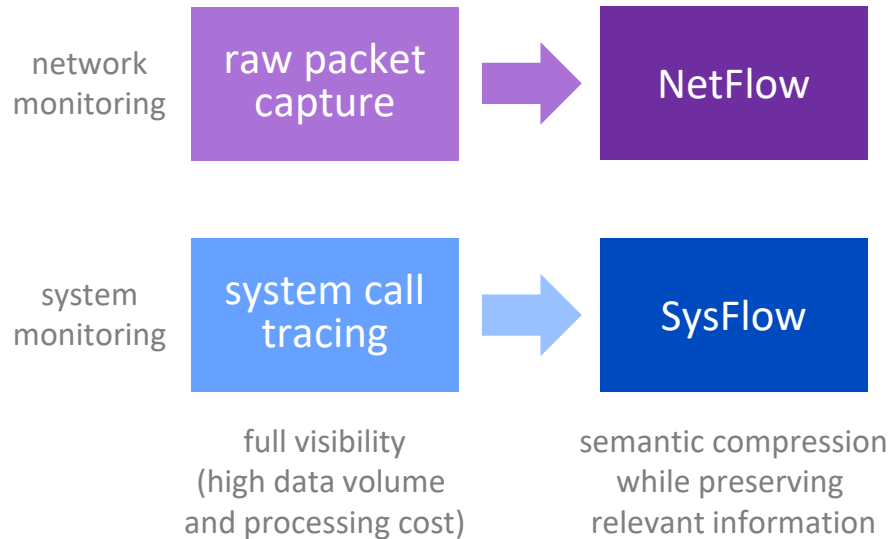 network
monitoring
raw packet
capture
NetFlow
system
monitoring
system call
tracing
SysFlow
full visibility
(high data volume
and processing cost)
semantic compression
while preserving
relevant information